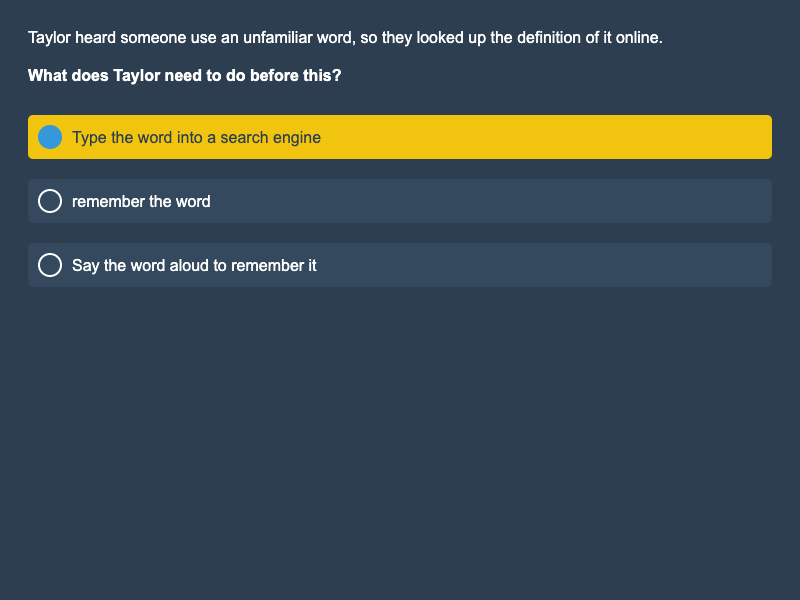 Taylor heard someone use an unfamiliar word, so they looked up the definition of it online.
What does Taylor need to do before this?
Type the word into a search engine
remember the word
Say the word aloud to remember it